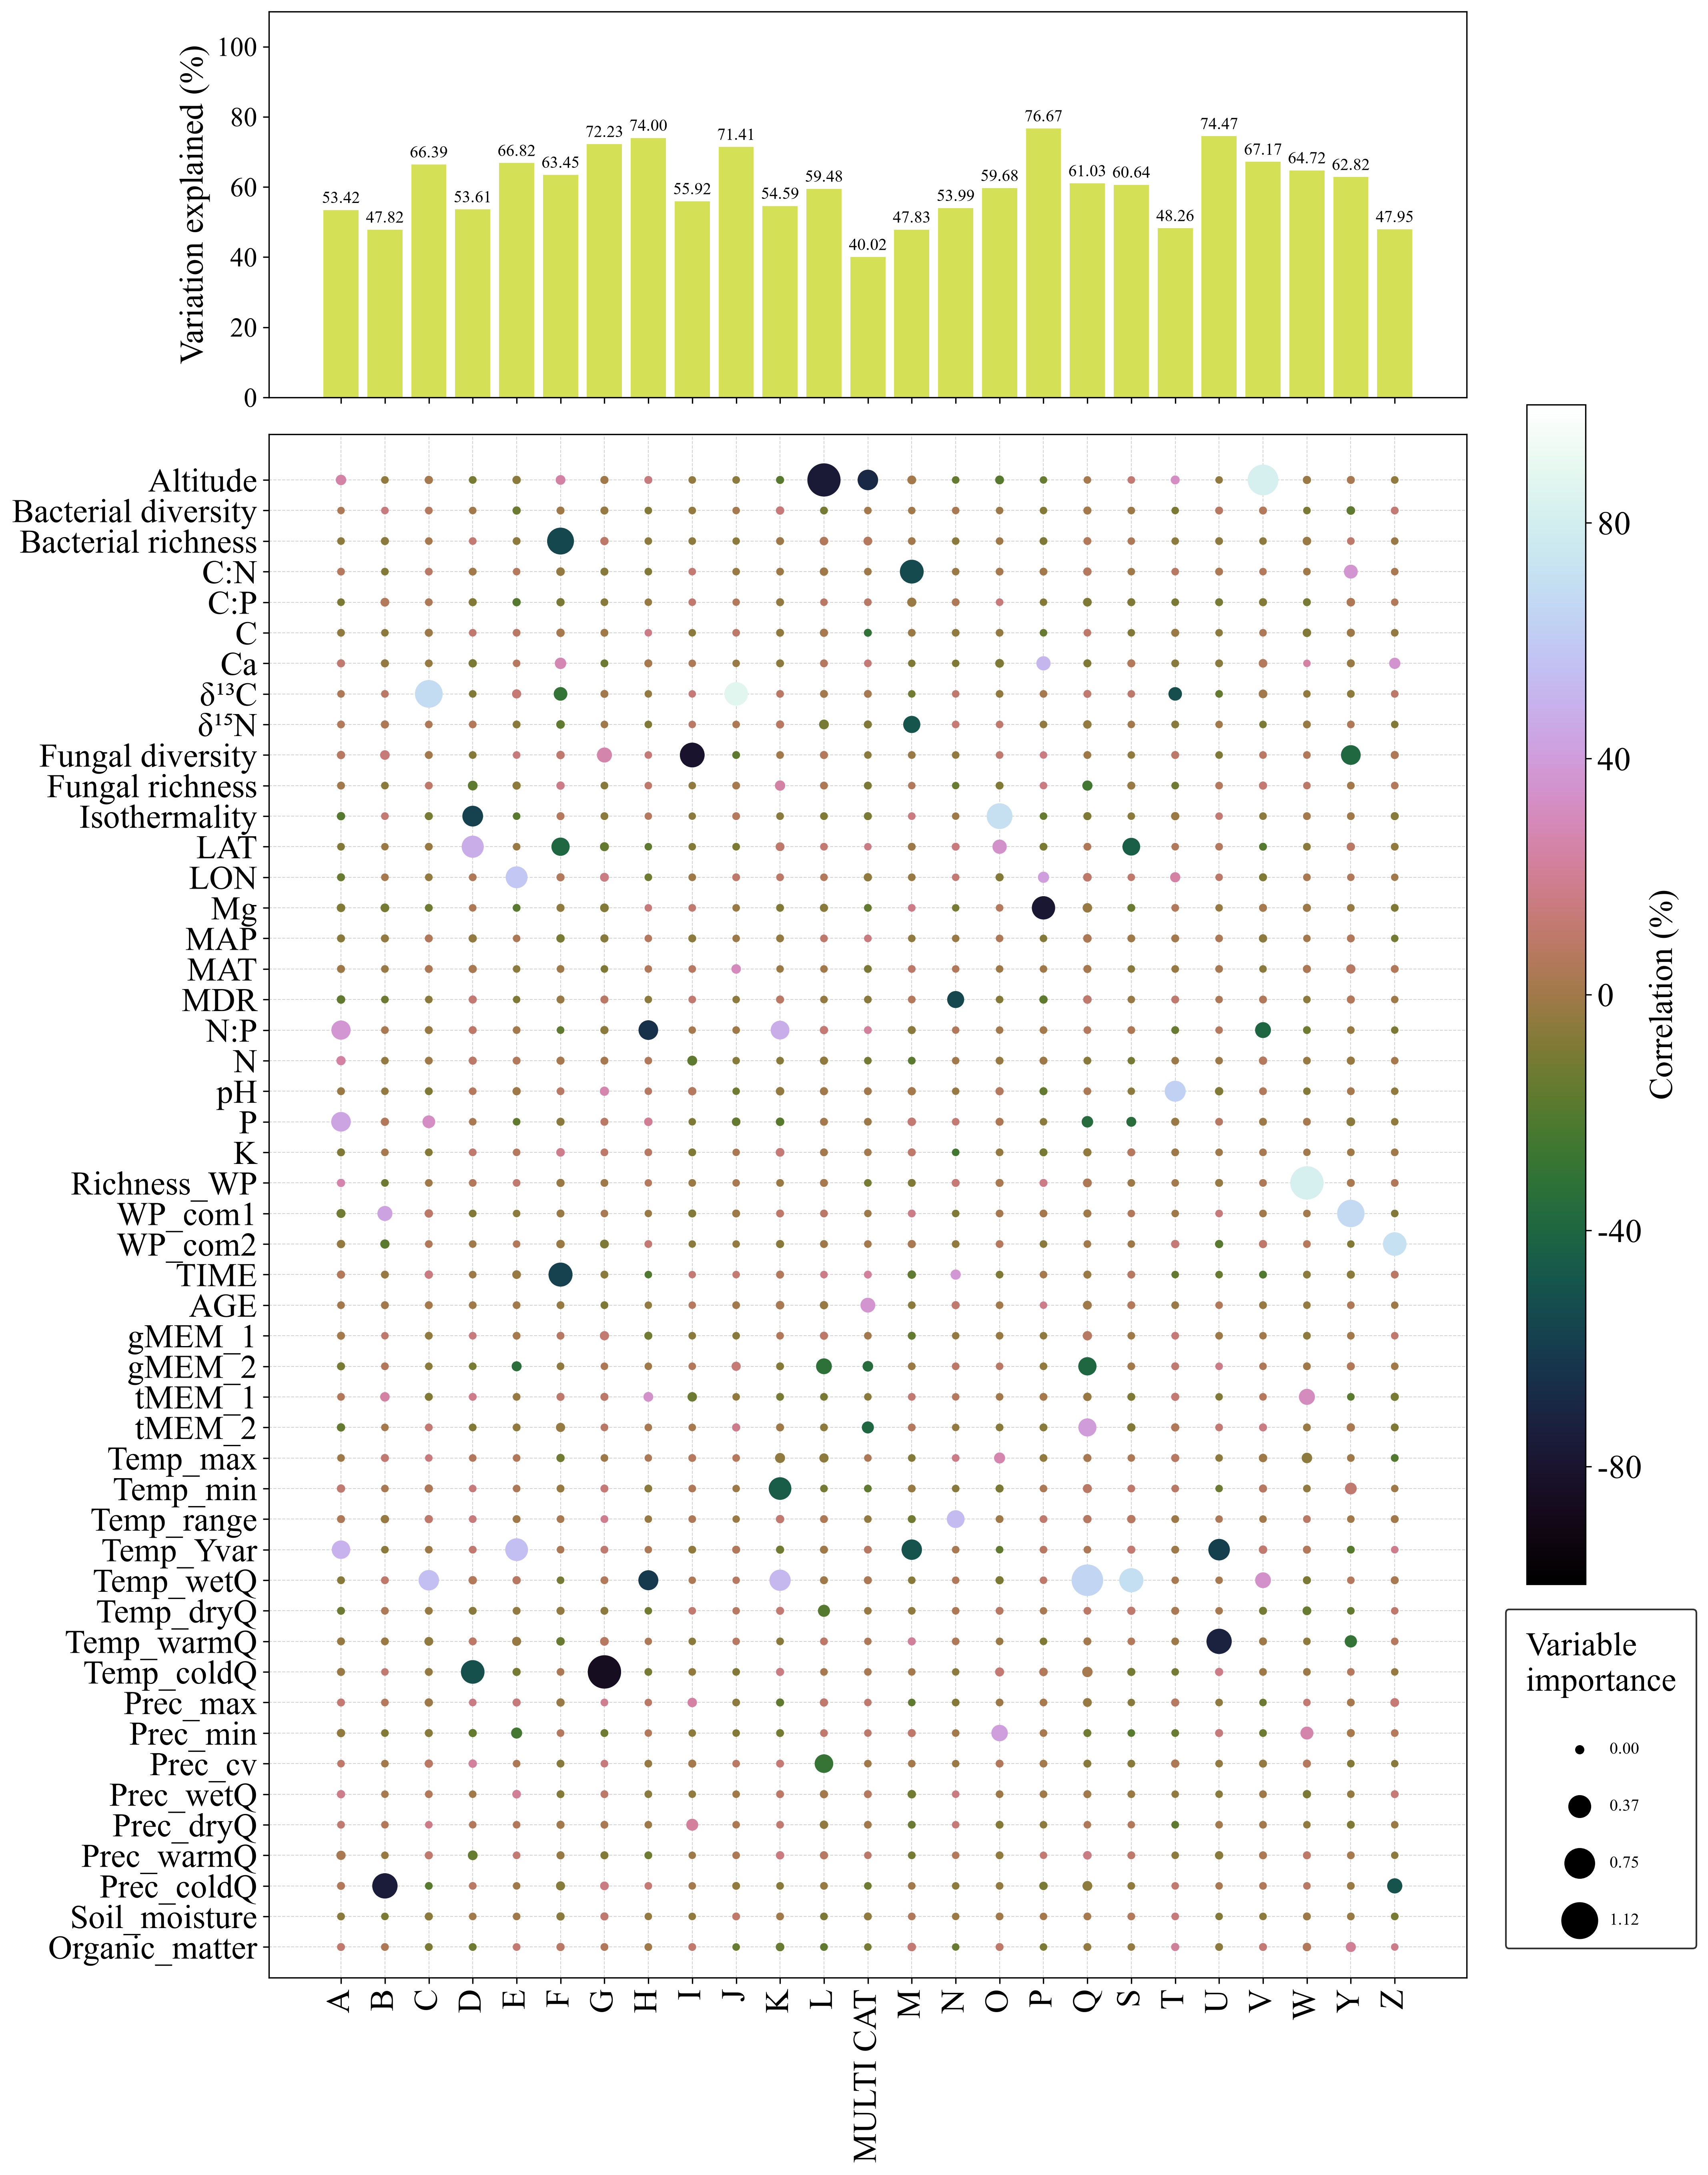 Variation explained (%)
100
80
60
40
20
0
53.42
47.82
66.39
53.61
66.82
63.45
72.23
74.00
55.92
71.41
54.59
59.48
40.02
47.83
53.99
59.68
76.67
61.03
60.64
48.26
74.47
67.17
64.72
62.82
47.95
Altitude
Bacterial diversity
Bacterial richness
C:N
C:P
C
Ca
δ¹³C
δ¹⁵N
Fungal diversity
Fungal richness
Isothermality
LAT
LON
Mg
MAP
MAT
MDR
N:P
N
pH
P
K
Richness_WP
WP_com1
WP_com2
TIME
AGE
gMEM_1
gMEM_2
tMEM_1
tMEM_2
Temp_max
Temp_min
Temp_range
Temp_Yvar
Temp_wetQ
Temp_dryQ
Temp_warmQ
Temp_coldQ
Prec_max
Prec_min
Prec_cv
Prec_wetQ
Prec_dryQ
Prec_warmQ
Prec_coldQ
Soil_moisture
Organic_matter
A
B
C
D
E
F
G
H
I
J
K
L
MULTI CAT
M
N
O
P
Q
S
T
U
V
W
Y
Z
80
40
0
-40
-80
Correlation (%)
Variable
importance
0.00
0.37
0.75
1.12